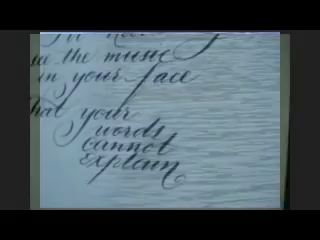 the music
in your face
that your
words
cannot
explain